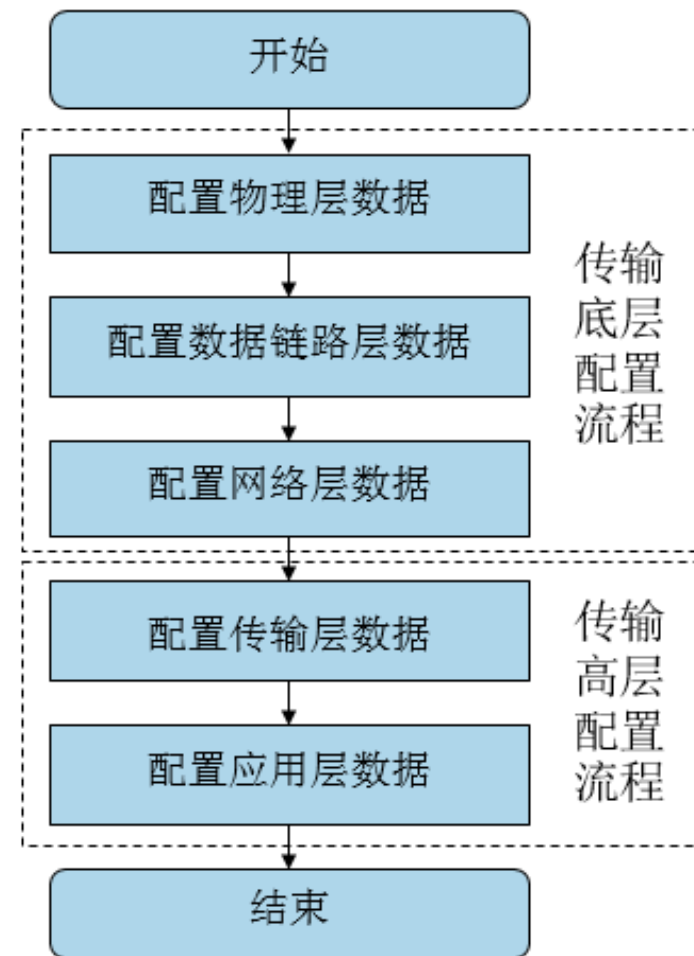 开始
配置物理层数据
配置数据链路层数据
配置网络层数据
传输
底层
配置
流程
配置传输层数据
配置应用层数据
传输
高层
配置
流程
结束